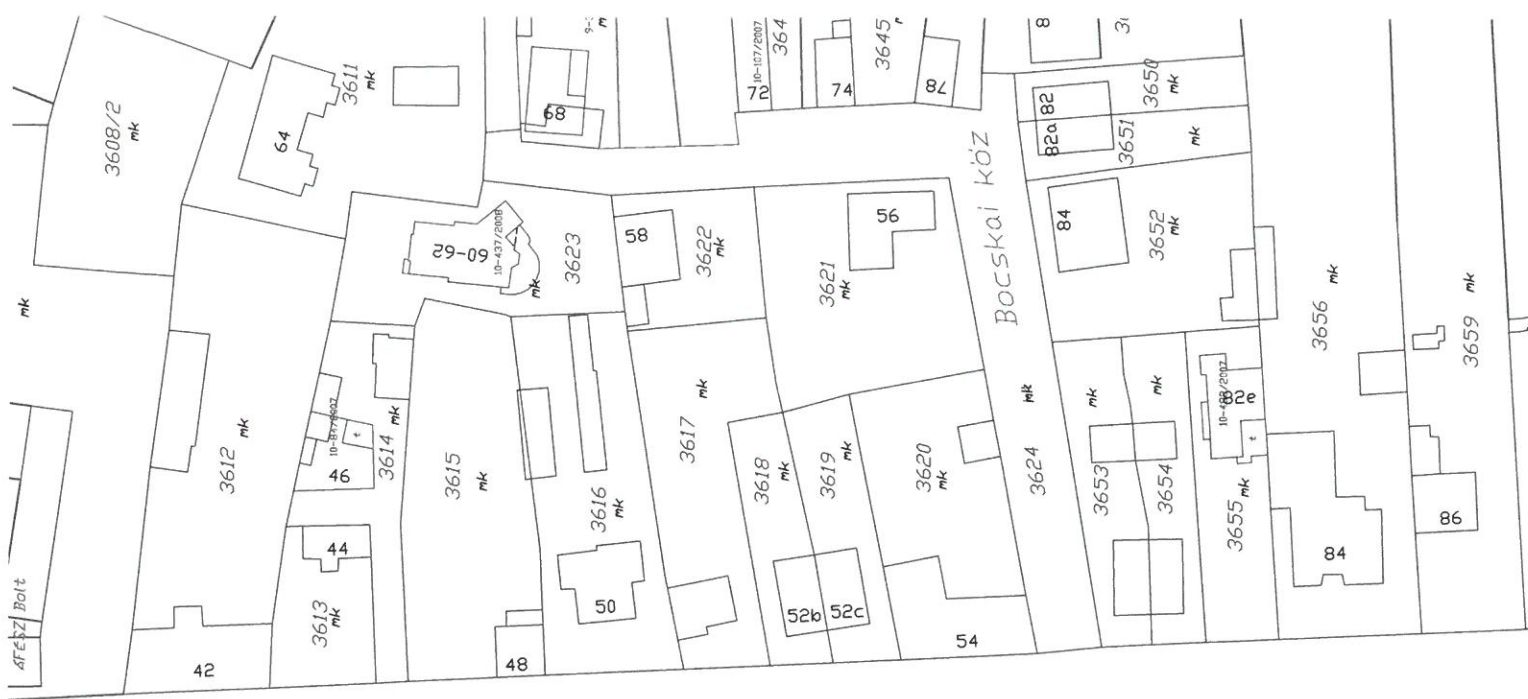 3608/2
mk
64
3611
mk
68
9-
m
72
10-107/2007
364
74
3645
78
8
82
3650
mk
82a
3651
mk
84
3652
mk
Bocskai KÖZ
60-62
10-437/2008
mk
3623
58
3622
mk
3621
mk
56
mk
3612
mk
46
10-84/2007
t
3614
mk
3615
mk
3616
mk
3617
mk
3618
mk
3619
mk
3620
mk
3624
mk
3653
mk
3654
mk
3655
mk
82e
t
3656
mk
3659
mk
86
84
44
3613
mk
42
48
50
52b
52c
54
ÁFÉSZ Bolt